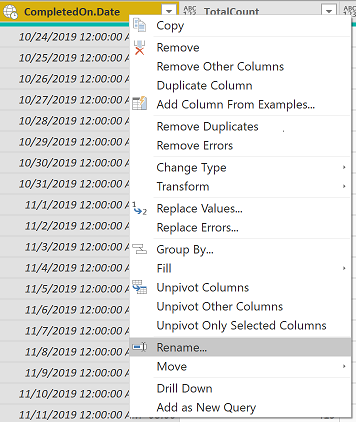 CompletedOn.Date
ABC
123
TotalCount
ABC
123
Copy
10/24/2019 12:00:00 A
Remove
10/25/2019 12:00:00 A
Remove Other Columns
10/26/2019 12:00:00 A
Duplicate Column
10/27/2019 12:00:00 A
Add Column From Examples...
10/28/2019 12:00:00 A
Remove Duplicates
10/29/2019 12:00:00 A
Remove Errors
10/30/2019 12:00:00 A
Change Type
10/31/2019 12:00:00 A
Transform
11/1/2019 12:00:00 A
Replace Values...
11/2/2019 12:00:00 A
Replace Errors...
11/3/2019 12:00:00 A
Group By...
11/4/2019 12:00:00 A
Fill
11/5/2019 12:00:00 A
Unpivot Columns
11/6/2019 12:00:00 A
Unpivot Other Columns
11/7/2019 12:00:00 A
Unpivot Only Selected Columns
11/8/2019 12:00:00 A
Rename...
11/9/2019 12:00:00 A
Move
11/10/2019 12:00:00 A
Drill Down
11/11/2019 12:00:00 A
Add as New Query